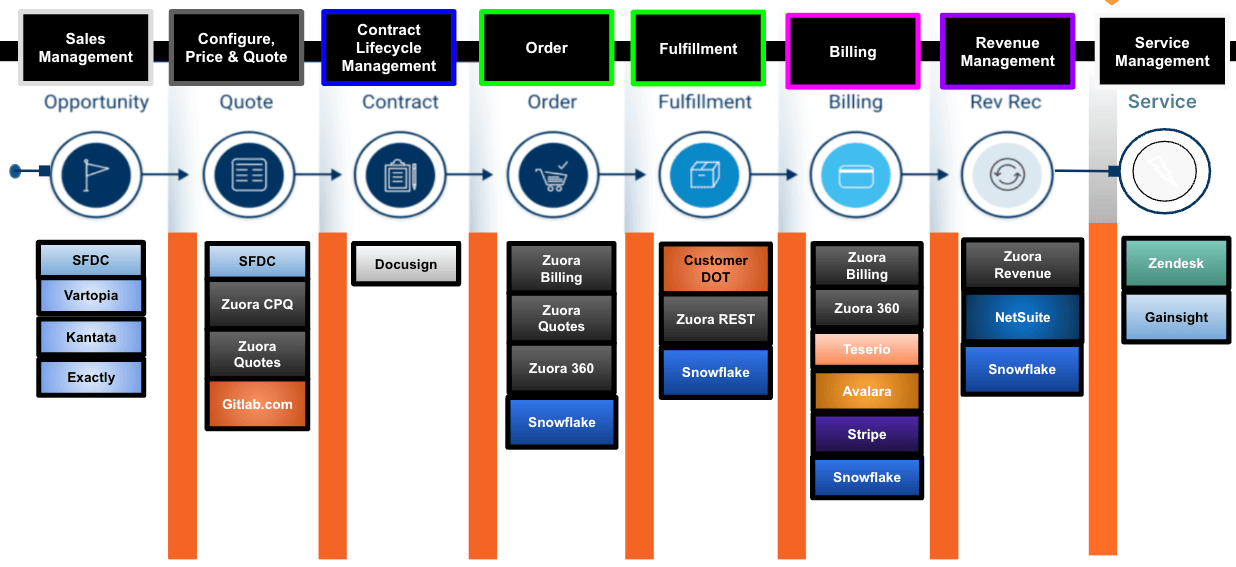 Sales
Management
Configure,
Price & Quote
Contract
Lifecycle
Management
Order
Fulfillment
Billing
Revenue
Management
Service
Management
Opportunity
Quote
Contract
Order
Fulfillment
Billing
Rev Rec
Service
SFDC
Vartopia
Kantata
Exactly
SFDC
Zuora CPQ
Zuora
Quotes
Gitlab.com
Docusign
Zuora
Billing
Zuora
Quotes
Zuora 360
Snowflake
Customer
DOT
Zuora REST
Snowflake
Zuora
Billing
Zuora 360
Teserio
Avalara
Stripe
Snowflake
Zuora
Revenue
NetSuite
Snowflake
Zendesk
Gainsight